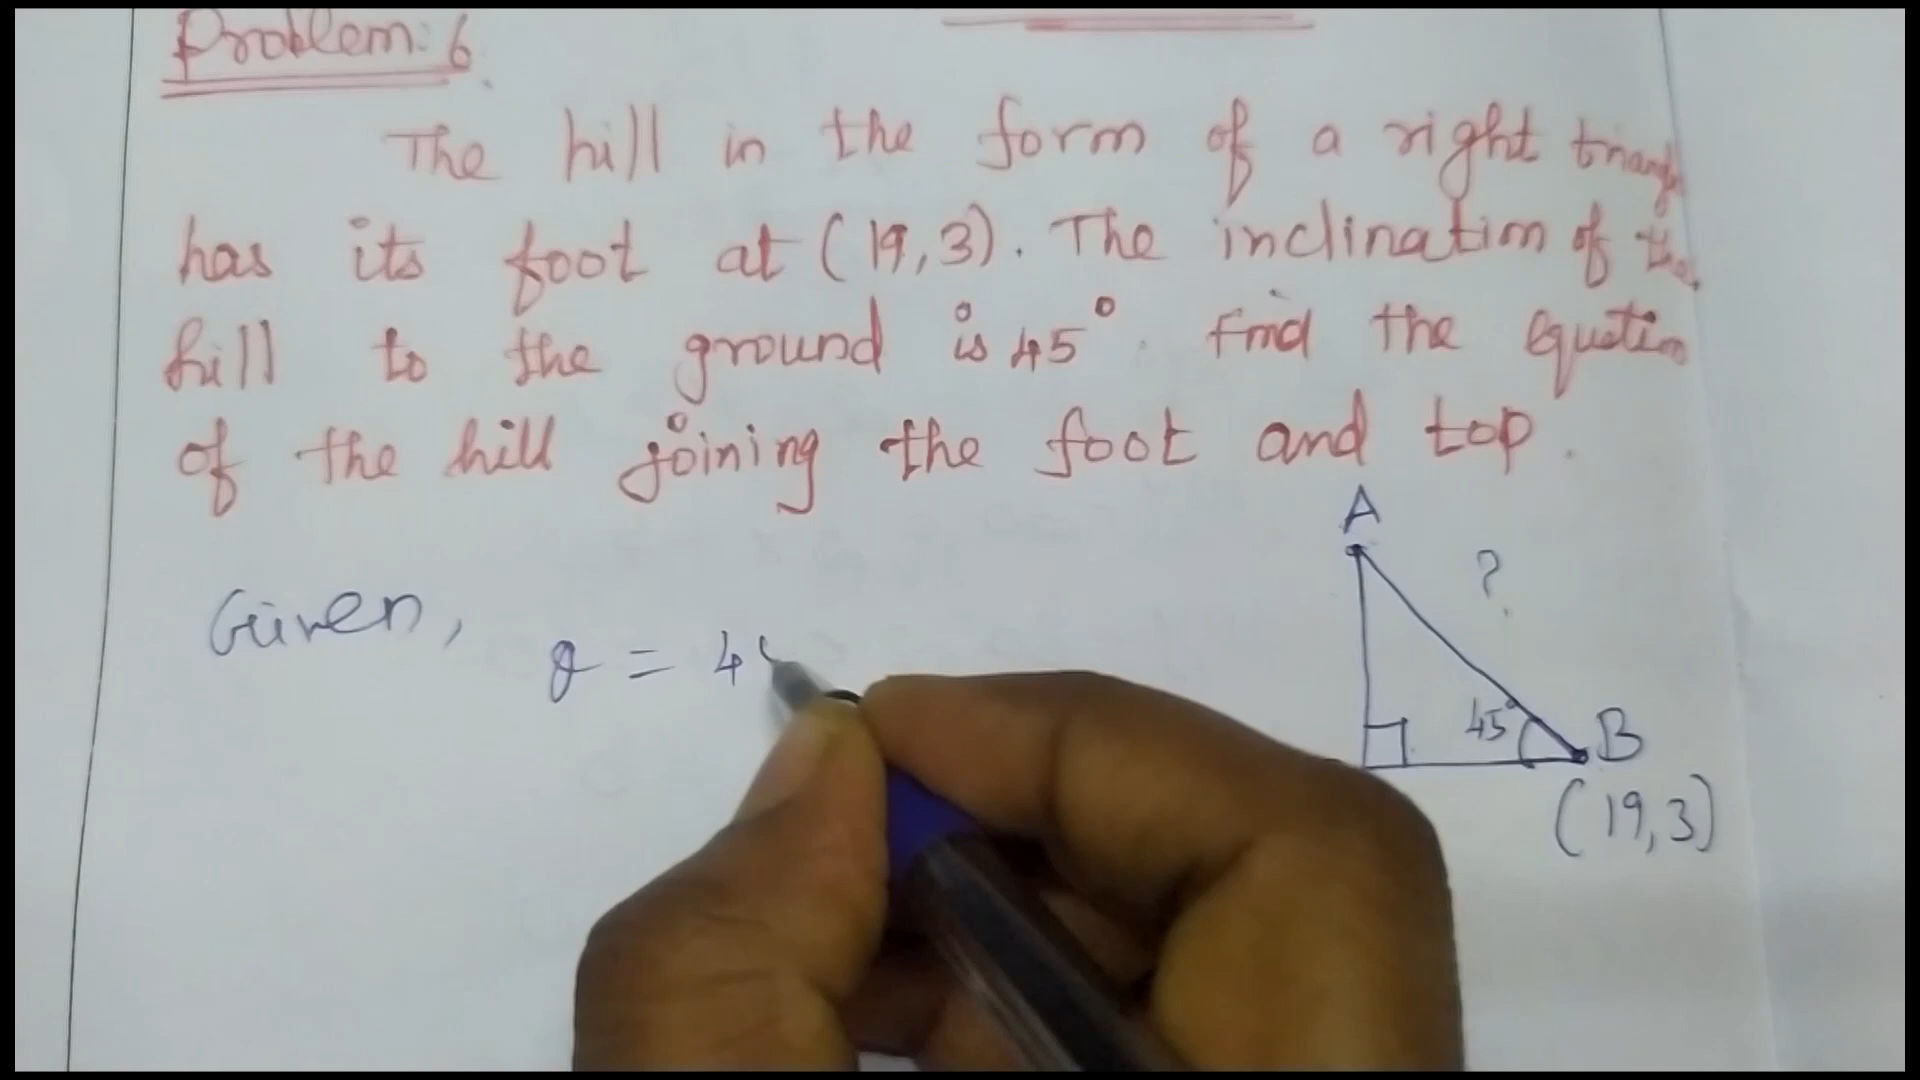 Problem: 6.
The hill in the form of a right triangle
has its foot at (19,3). The inclination of the
hill to the ground is 45°. Find the Equation
of the hill joining the foot and top.
A
?
Given,
θ = 4
45°
B
(19,3)